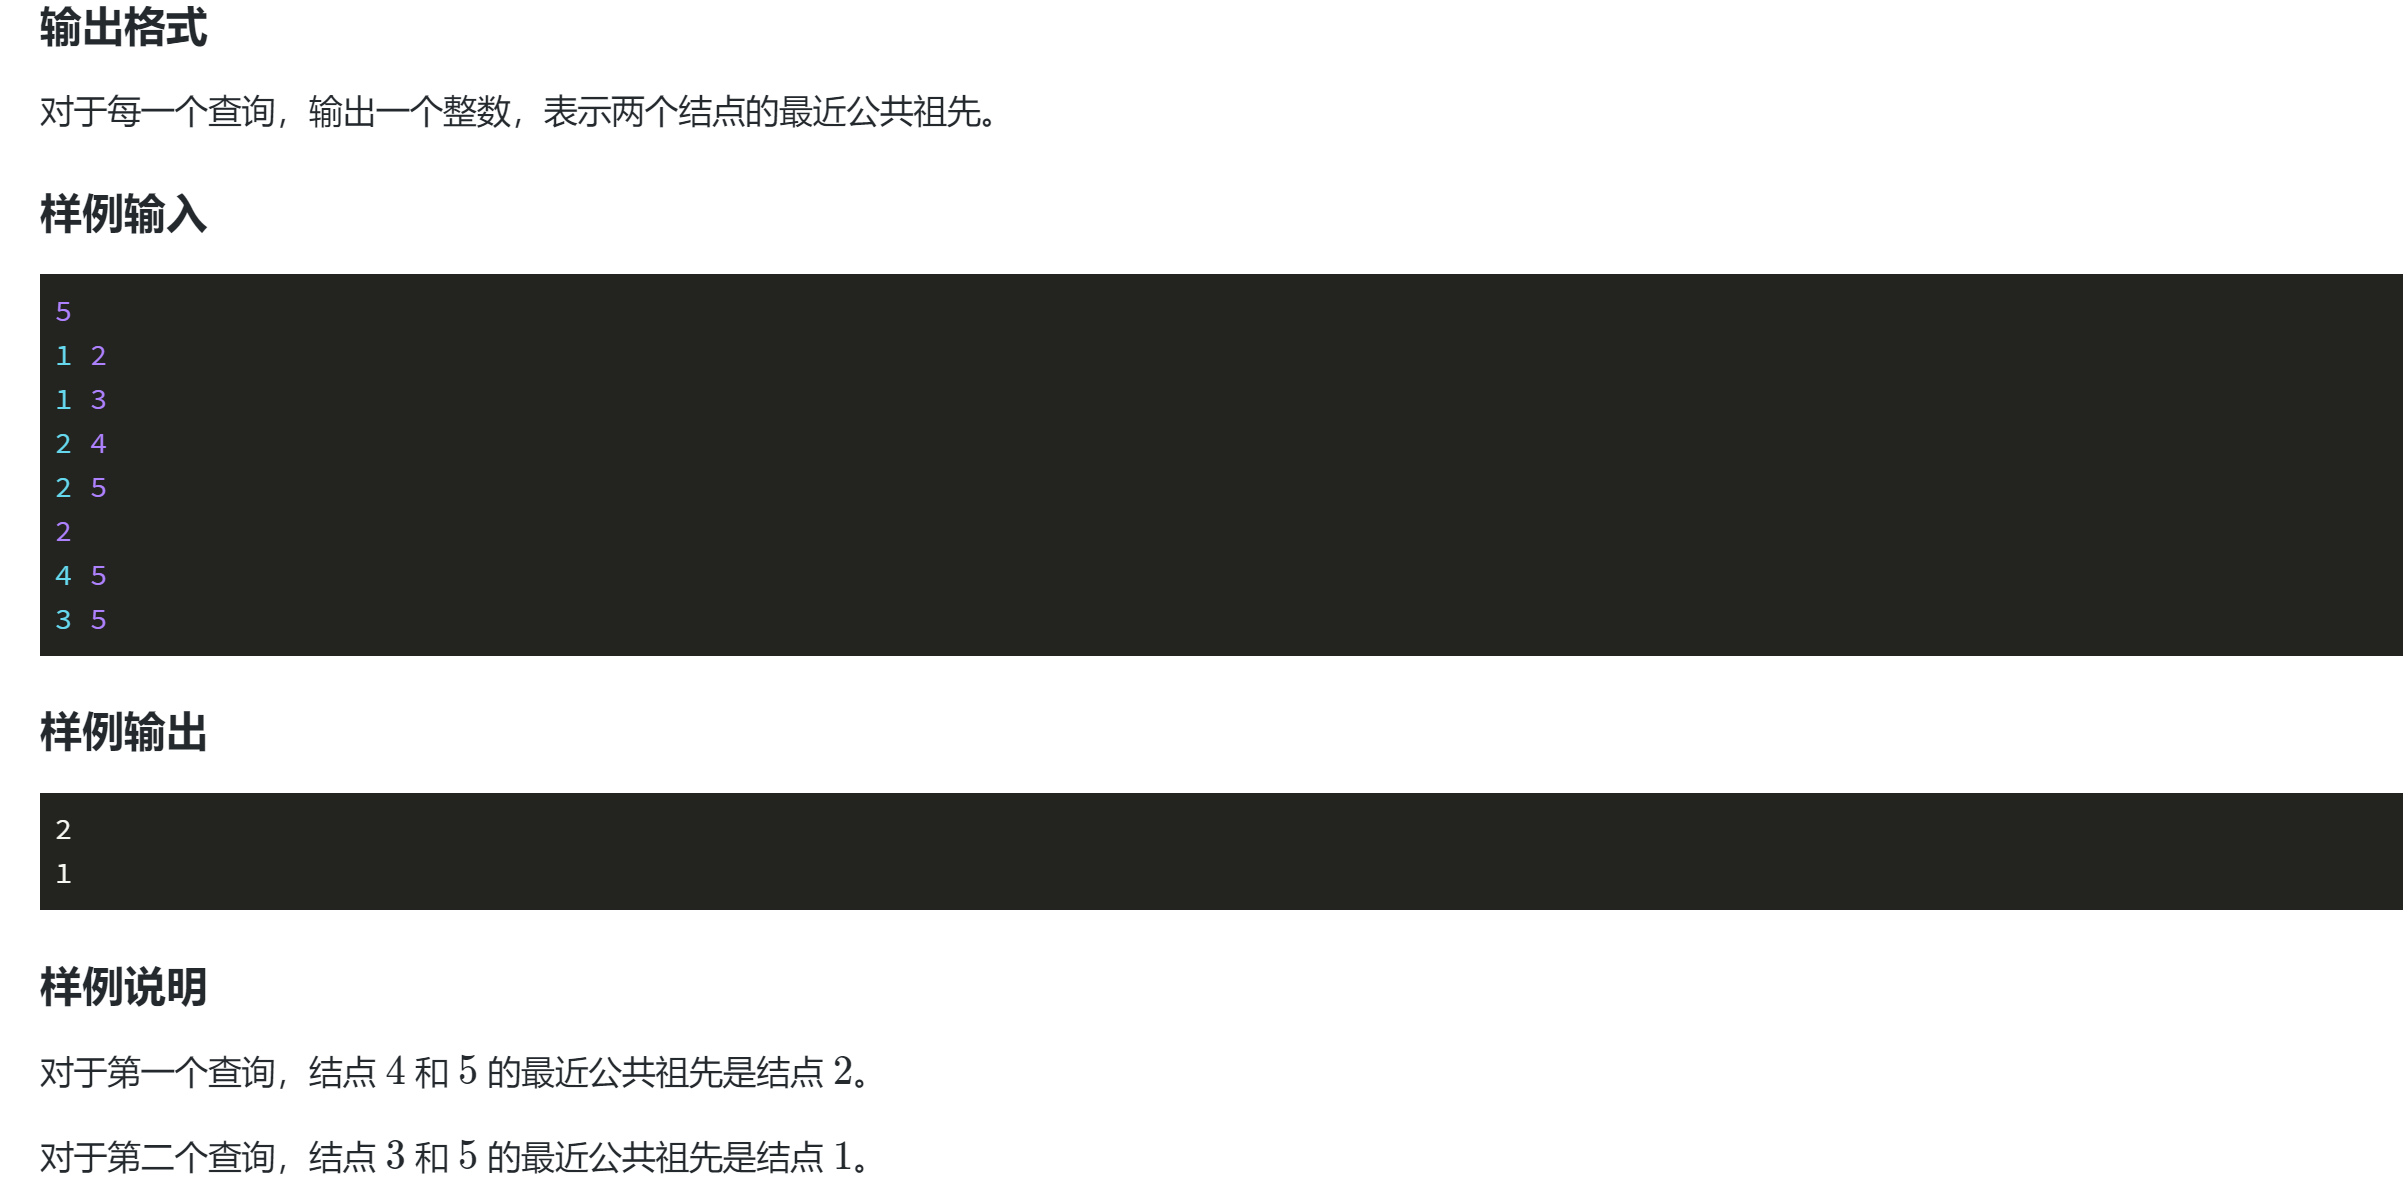 输出格式
对于每一个查询，输出一个整数，表示两个结点的最近公共祖先。
样例输入
5
1 2
1 3
2 4
2 5
2
4 5
3 5
样例输出
2
1
样例说明
对于第一个查询，结点 4 和 5 的最近公共祖先是结点 2。
对于第二个查询，结点 3 和 5 的最近公共祖先是结点 1。